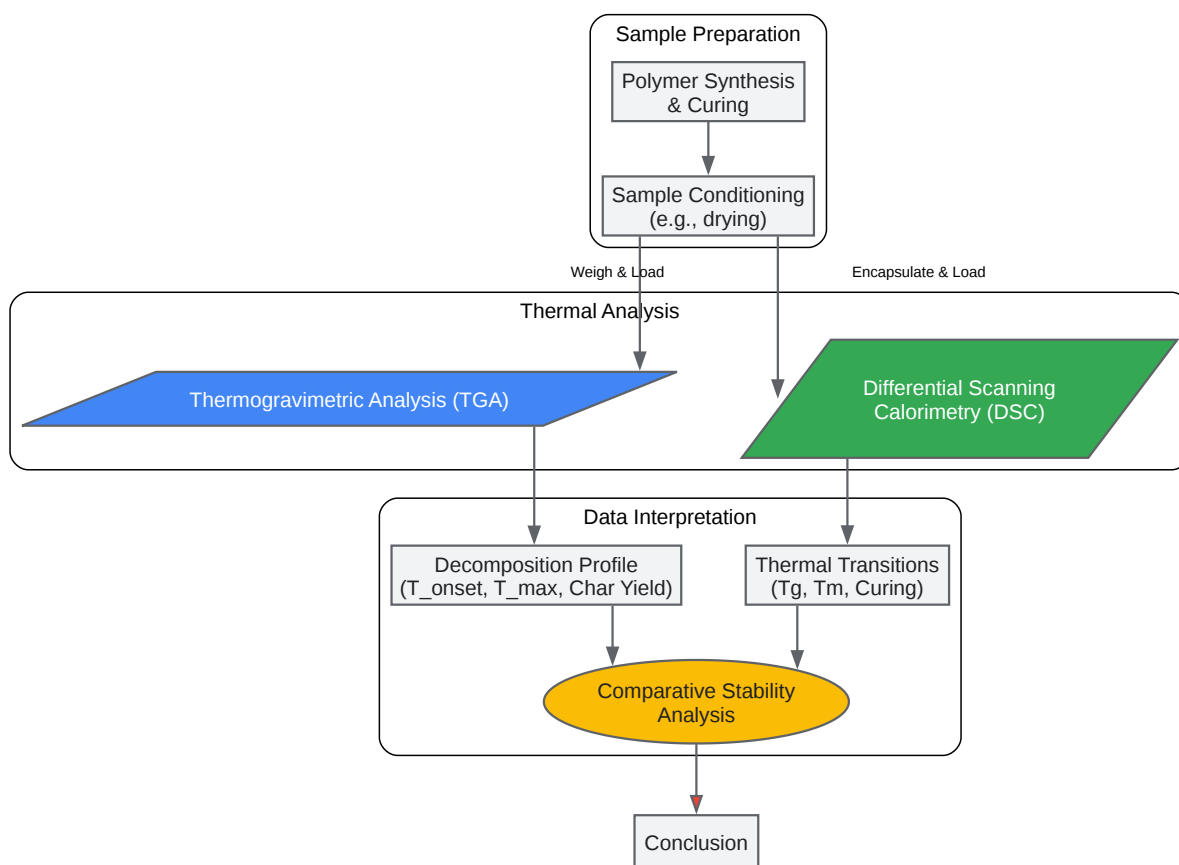 Sample Preparation
Polymer Synthesis
& Curing
Sample Conditioning
(e.g., drying)
Weigh & Load
Encapsulate & Load
Thermal Analysis
Thermogravimetric Analysis (TGA)
Differential Scanning
Calorimetry (DSC)
Data Interpretation
Decomposition Profile
(T_onset, T_max, Char Yield)
Thermal Transitions
(Tg, Tm, Curing)
Comparative Stability
Analysis
Conclusion